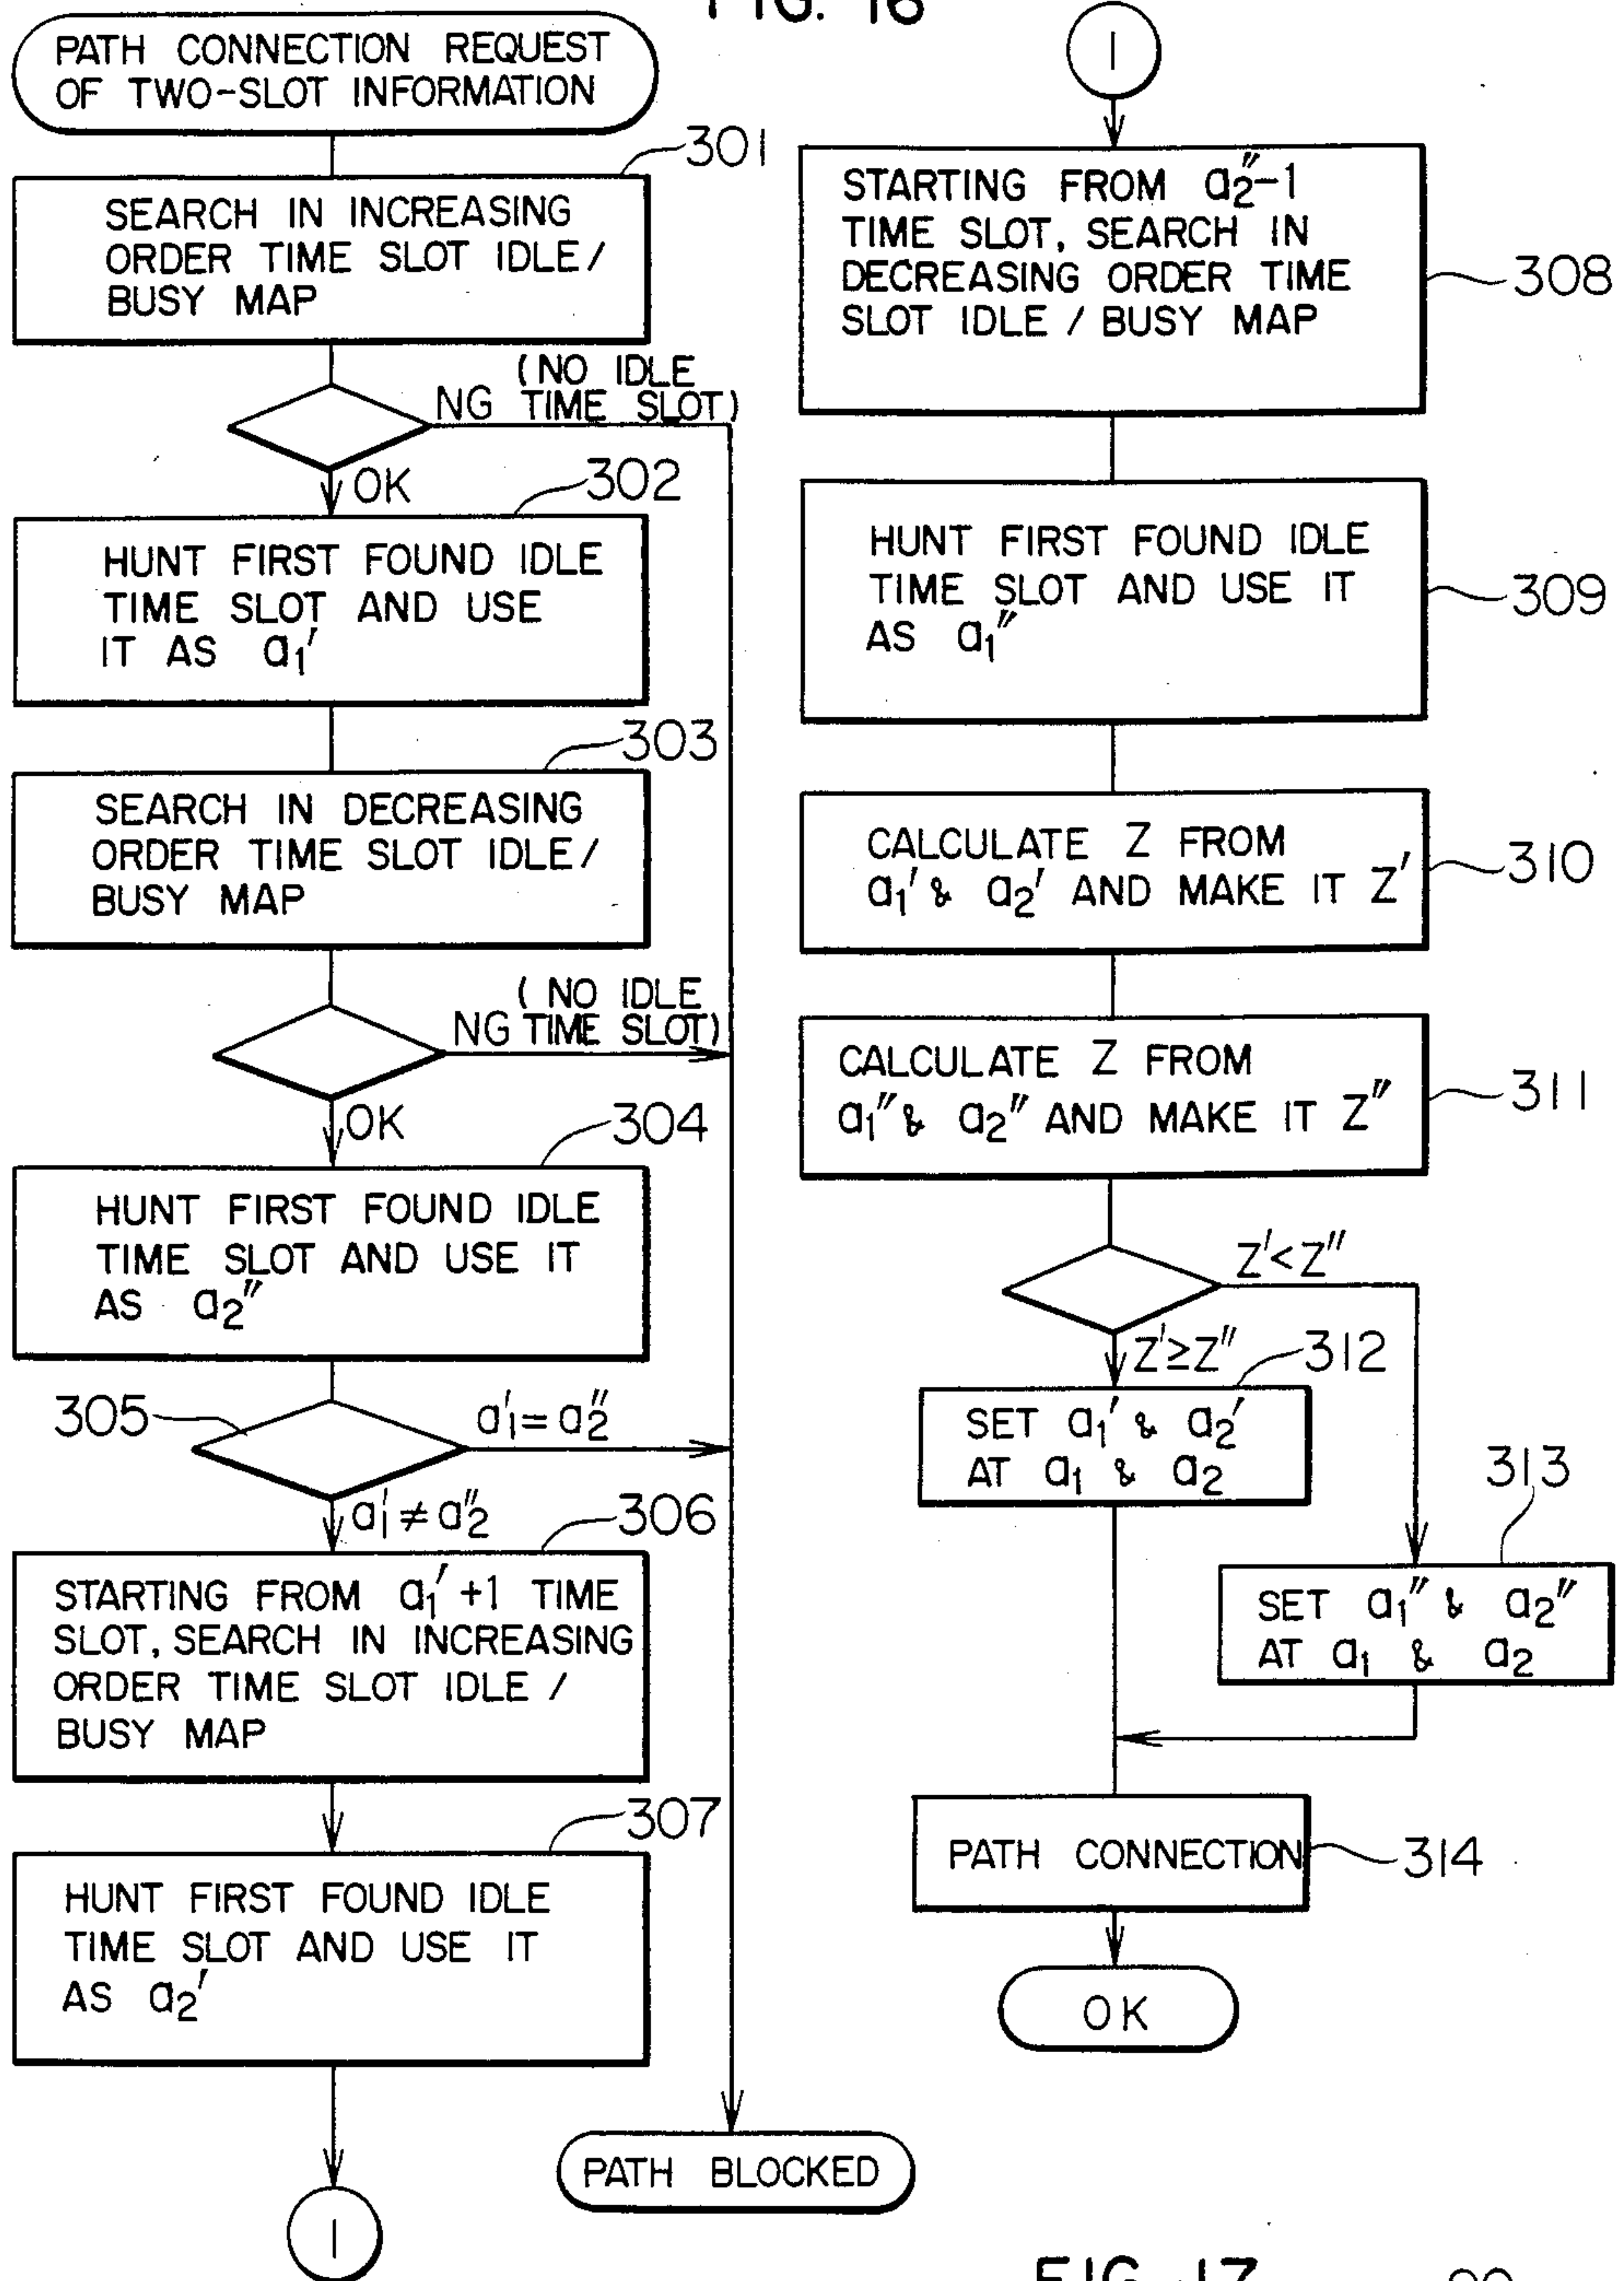 FIG. 16
PATH CONNECTION REQUEST
OF TWO-SLOT INFORMATION
301
SEARCH IN INCREASING
ORDER TIME SLOT IDLE/
BUSY MAP
(NO IDLE
NG TIME SLOT)
OK
302
HUNT FIRST FOUND IDLE
TIME SLOT AND USE
IT AS a₁′
303
SEARCH IN DECREASING
ORDER TIME SLOT IDLE/
BUSY MAP
(NO IDLE
NG TIME SLOT)
OK
304
HUNT FIRST FOUND IDLE
TIME SLOT AND USE IT
AS a₂″
305
a₁′=a₂″
a₁′≠a₂″
306
STARTING FROM a₁′+1 TIME
SLOT, SEARCH IN INCREASING
ORDER TIME SLOT IDLE /
BUSY MAP
307
HUNT FIRST FOUND IDLE
TIME SLOT AND USE IT
AS a₂′
1
PATH BLOCKED
1
STARTING FROM a₂″-1
TIME SLOT, SEARCH IN
DECREASING ORDER TIME
SLOT IDLE / BUSY MAP
308
HUNT FIRST FOUND IDLE
TIME SLOT AND USE IT
AS a₁″
309
CALCULATE Z FROM
a₁′ & a₂′ AND MAKE IT Z′
310
CALCULATE Z FROM
a₁″ & a₂″ AND MAKE IT Z″
311
Z′<Z″
Z′≥Z″
312
SET a₁′ & a₂′
AT a₁ & a₂
313
SET a₁″ & a₂″
AT a₁ & a₂
PATH CONNECTION
314
OK
FIG. 17